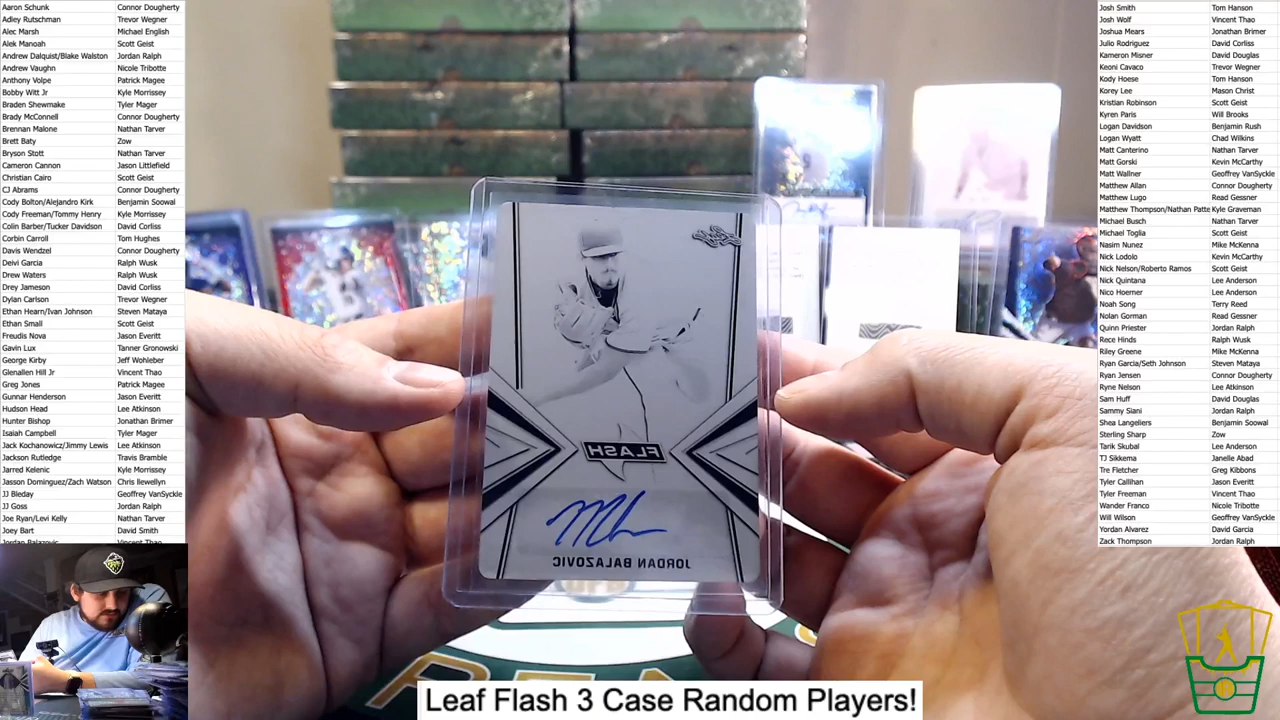 Aaron Schunk Connor Dougherty
Adley Rutschman Trevor Wegner
Alec Marsh Michael English
Alek Manoah Scott Geist
Andrew Dalquist/Blake Walston Jordan Ralph
Andrew Vaughn Nicole Tribotte
Anthony Volpe Patrick Magee
Bobby Witt Jr Kyle Morrissey
Braden Shewmake Tyler Mager
Brady McConnell Connor Dougherty
Brennan Malone Nathan Tarver
Brett Baty Zow
Bryson Stott Nathan Tarver
Cameron Cannon Jason Littlefield
Christian Cairo Scott Geist
CJ Abrams Connor Dougherty
Cody Bolton/Alejandro Kirk Benjamin Soowal
Cody Freeman/Tommy Henry Kyle Morrissey
Colin Barber/Tucker Davidson David Corliss
Corbin Carroll Tom Hughes
Davis Wendzel Connor Dougherty
Deivi Garcia Ralph Wusk
Drew Waters Ralph Wusk
Drey Jameson David Corliss
Dylan Carlson Trevor Wegner
Ethan Hearn/Ivan Johnson Steven Mataya
Ethan Small Scott Geist
Freudis Nova Jason Everitt
Gavin Lux Tanner Gronowski
George Kirby Jeff Wohleber
Glenallen Hill Jr Vincent Thao
Greg Jones Patrick Magee
Gunnar Henderson Jason Everitt
Hudson Head Lee Atkinson
Hunter Bishop Jonathan Brimer
Isaiah Campbell Tyler Mager
Jack Kochanowicz/Jimmy Lewis Lee Atkinson
Jackson Rutledge Travis Bramble
Jarred Kelenic Kyle Morrissey
Jasson Dominguez/Zach Watson Chris llewellyn
JJ Bleday Geoffrey VanSyckle
JJ Goss Jordan Ralph
Joe Ryan/Levi Kelly Nathan Tarver
Joey Bart David Smith
Jordan Balazovic Vincent Thao
FLASH
JORDAN BALAZOVIC
Josh Smith Tom Hanson
Josh Wolf Vincent Thao
Joshua Mears Jonathan Brimer
Julio Rodriguez David Corliss
Kameron Misner David Douglas
Keoni Cavaco Trevor Wegner
Kody Hoese Tom Hanson
Korey Lee Mason Christ
Kristian Robinson Scott Geist
Kyren Paris Will Brooks
Logan Davidson Benjamin Rush
Logan Wyatt Chad Wilkins
Matt Canterino Nathan Tarver
Matt Gorski Kevin McCarthy
Matt Wallner Geoffrey VanSyckle
Matthew Allan Connor Dougherty
Matthew Lugo Read Gessner
Matthew Thompson/Nathan Patte Kyle Graveman
Michael Busch Nathan Tarver
Michael Toglia Scott Geist
Nasim Nunez Mike McKenna
Nick Lodolo Kevin McCarthy
Nick Nelson/Roberto Ramos Scott Geist
Nick Quintana Lee Anderson
Nico Hoerner Lee Anderson
Noah Song Terry Reed
Nolan Gorman Read Gessner
Quinn Priester Jordan Ralph
Rece Hinds Ralph Wusk
Riley Greene Mike McKenna
Ryan Garcia/Seth Johnson Steven Mataya
Ryan Jensen Connor Dougherty
Ryne Nelson Lee Atkinson
Sam Huff David Douglas
Sammy Siani Jordan Ralph
Shea Langeliers Benjamin Soowal
Sterling Sharp Zow
Tarik Skubal Lee Anderson
TJ Sikkema Janelle Abad
Tre Fletcher Greg Kibbons
Tyler Callihan Jason Everitt
Tyler Freeman Vincent Thao
Wander Franco Nicole Tribotte
Will Wilson Geoffrey VanSyckle
Yordan Alvarez David Garcia
Zack Thompson Jordan Ralph
Leaf Flash 3 Case Random Players!